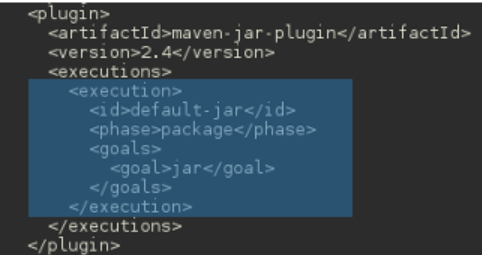 <plugin>
<artifactId>maven-jar-plugin</artifactId>
<version>2.4</version>
<executions>
<execution>
<id>default-jar</id>
<phase>package</phase>
<goals>
<goal>jar</goal>
</goals>
</execution>
</executions>
</plugin>